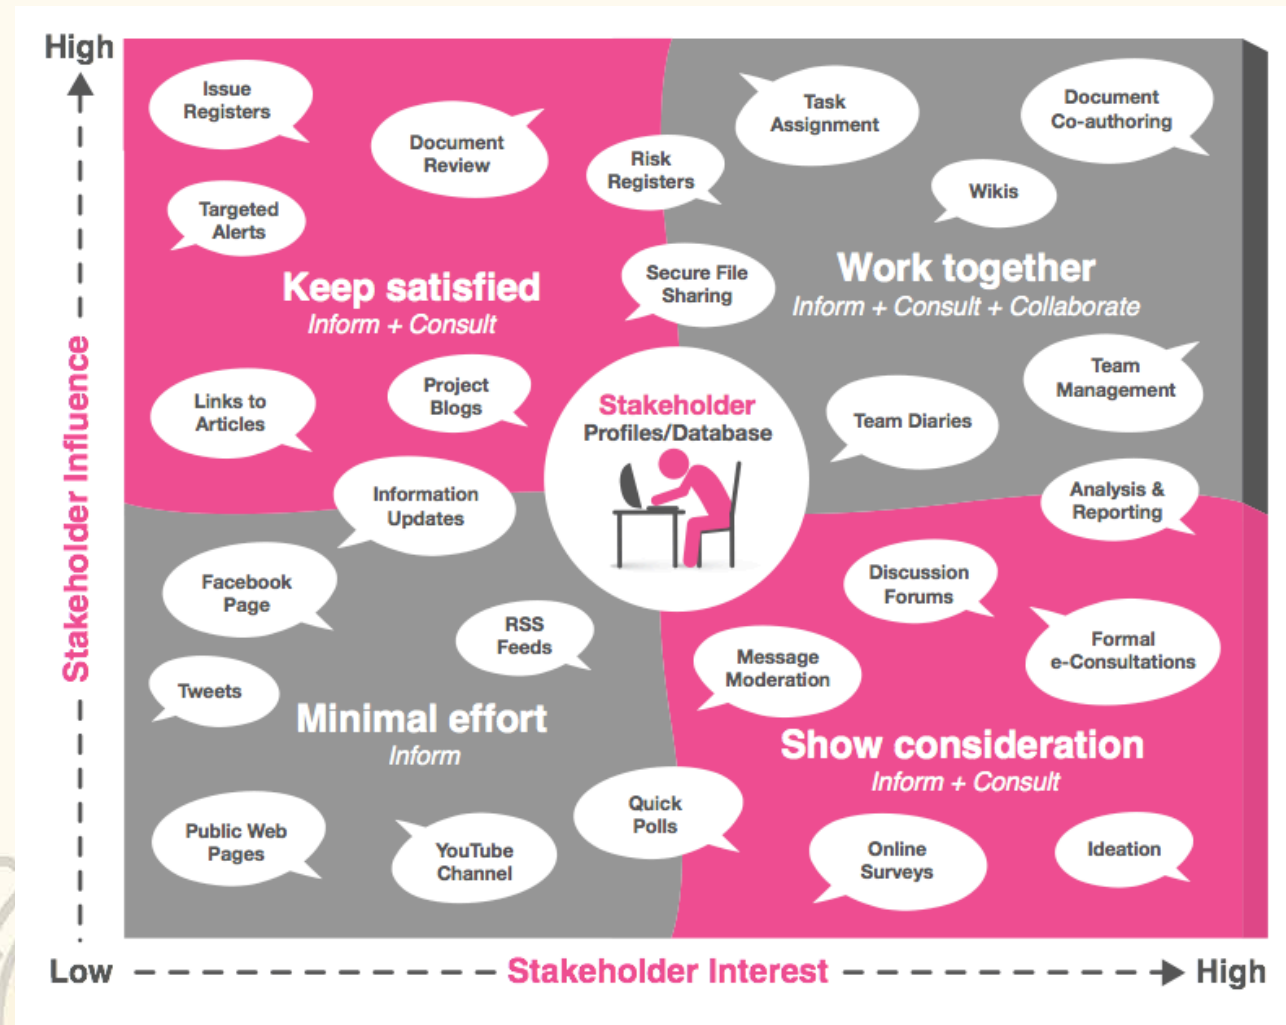 High
Issue
Registers
Document
Review
Risk
Registers
Task
Assignment
Document
Co-authoring
Targeted
Alerts
Wikis
Keep satisfied
Inform + Consult
Secure File
Sharing
Work together
Inform + Consult + Collaborate
Links to
Articles
Project
Blogs
Stakeholder
Profiles/Database
Team Diaries
Team
Management
Stakeholder Influence
Information
Updates
Analysis &
Reporting
Facebook
Page
RSS
Feeds
Discussion
Forums
Message
Moderation
Formal
e-Consultations
Tweets
Minimal effort
Inform
Show consideration
Inform + Consult
Public Web
Pages
YouTube
Channel
Quick
Polls
Online
Surveys
Ideation
Low
Stakeholder Interest
High